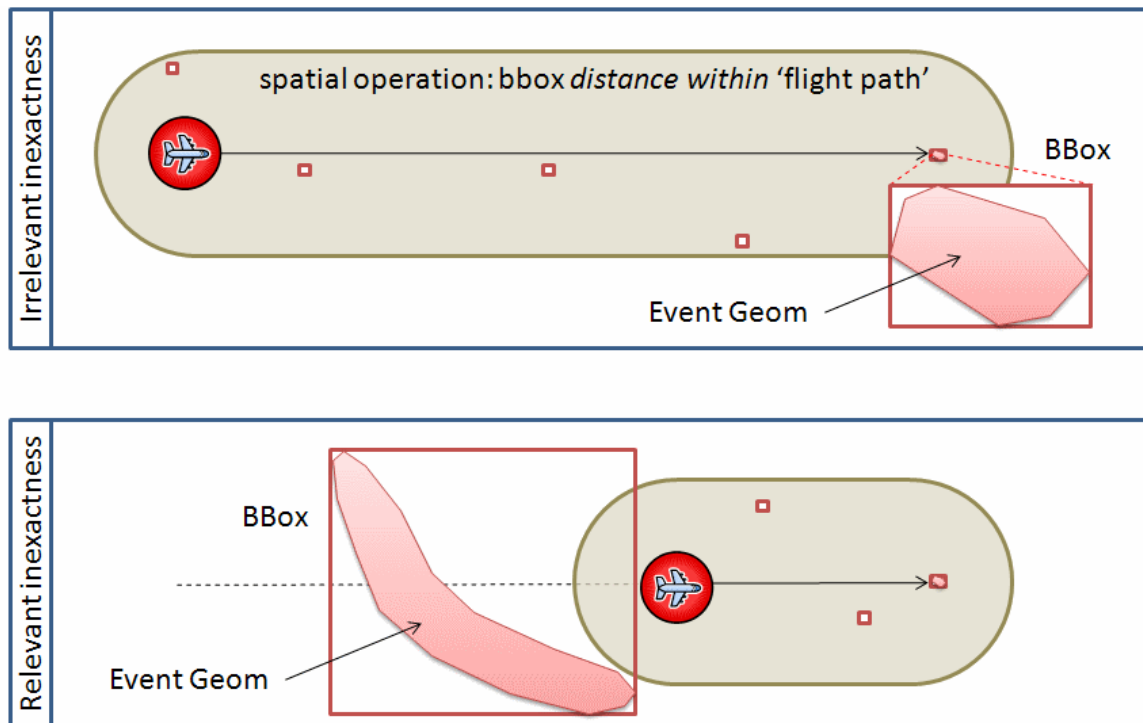 Irrelevant inexactness
spatial operation: bbox distance within ‘flight path’
BBox
Event Geom
Relevant inexactness
BBox
Event Geom